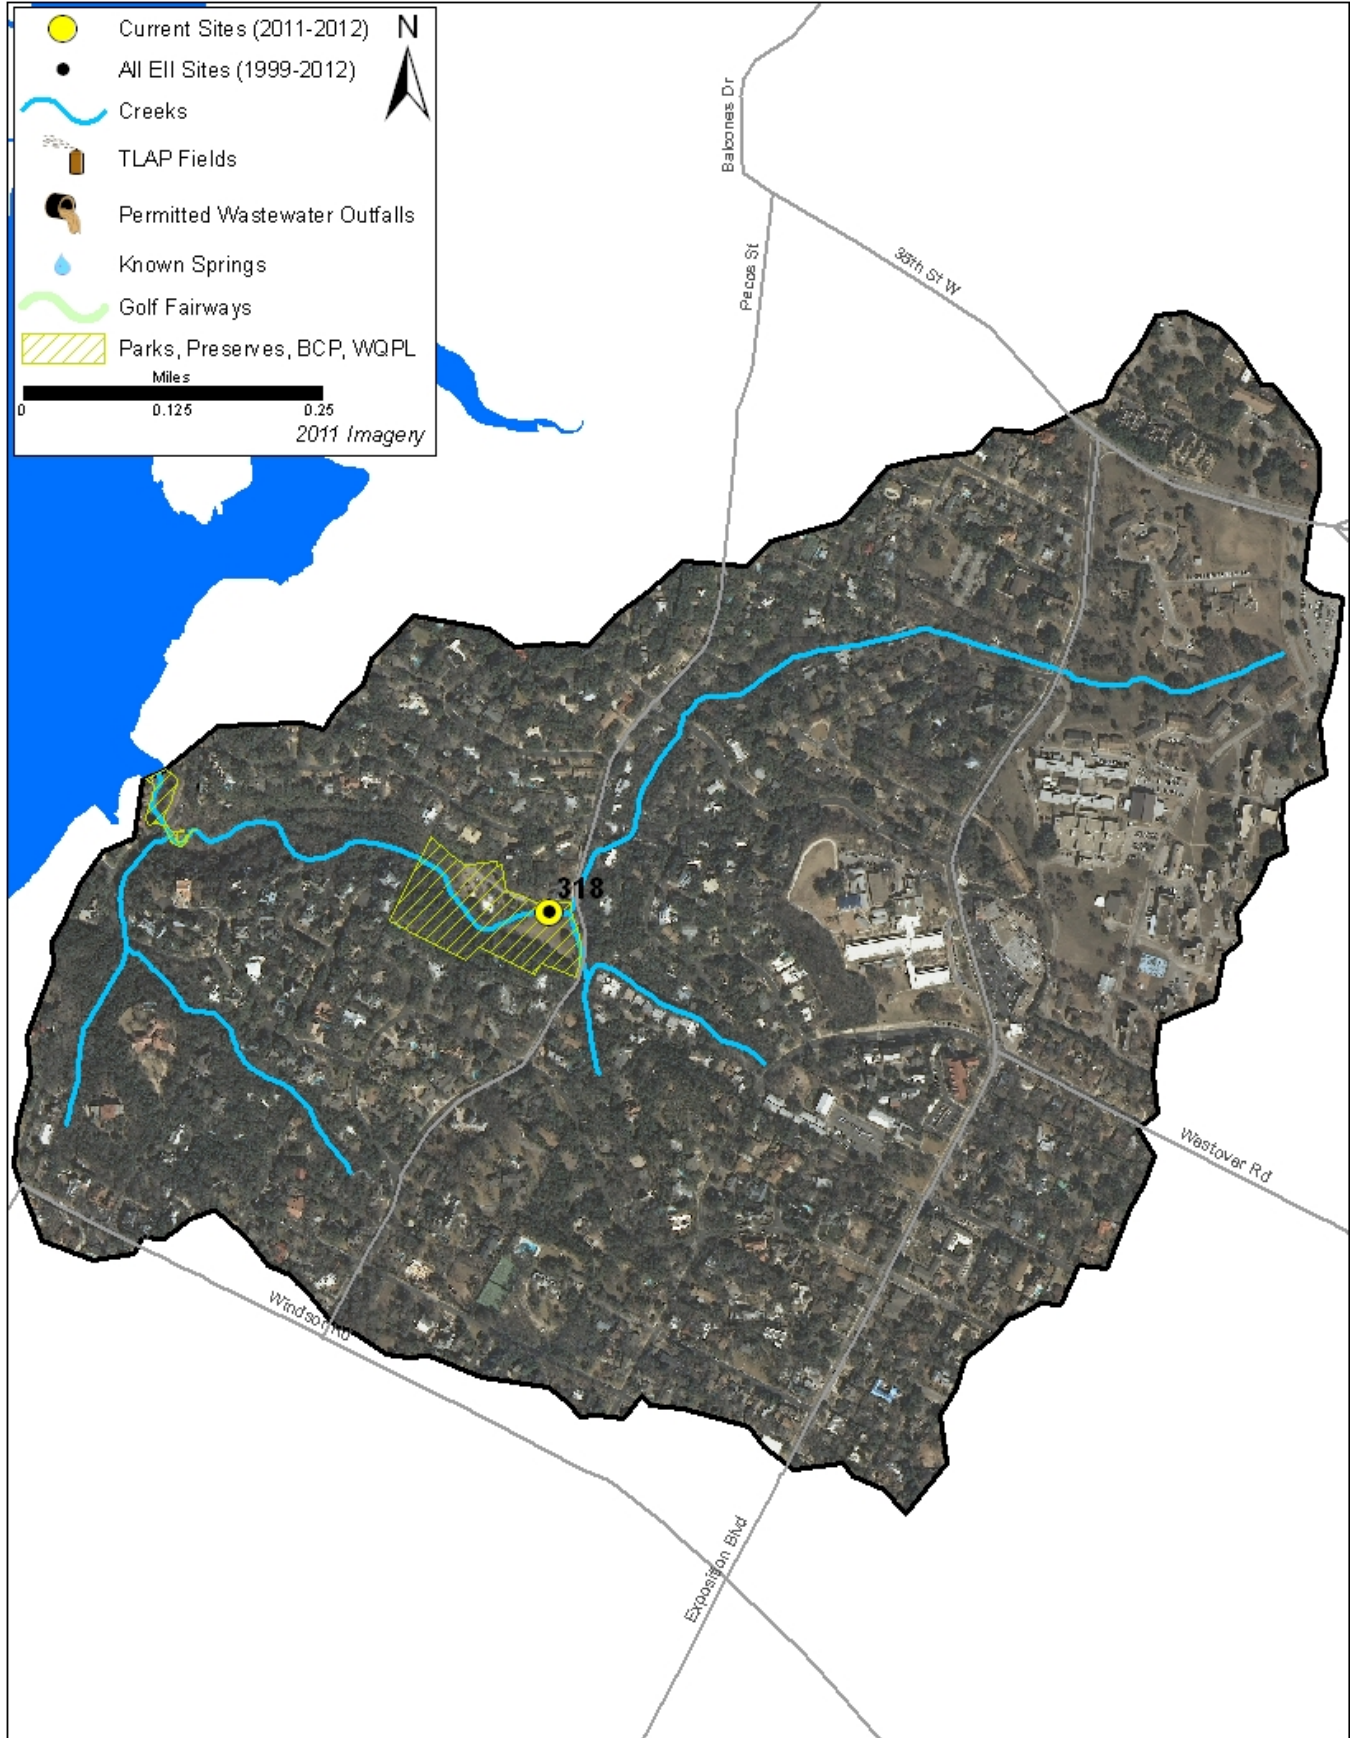 Current Sites (2011-2012)
N
All EII Sites (1999-2012)
Creeks
TLAP Fields
Permitted Wastewater Outfalls
Known Springs
Golf Fairways
Parks, Preserves, BCP, WQPL
Miles
0 0.125 0.25
2011 Imagery
Balcones Dr
Pecos St
35th St W
318
Westover Rd
Windsor Rd
Exposition Blvd